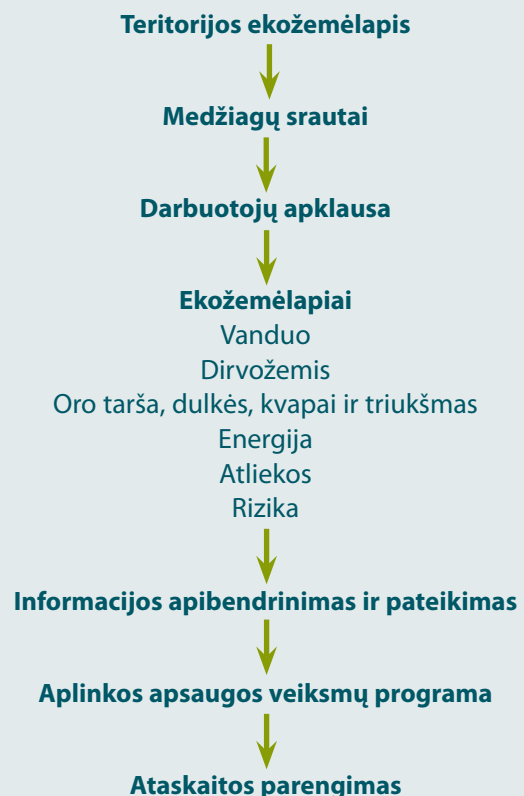 Teritorijos ekožemėlapis
Medžiagų srautai
Darbuotojų apklausa
Ekožemėlapiai
Vanduo
Dirvožemis
Oro tarša, dulkės, kvapai ir triukšmas
Energija
Atliekos
Rizika
Informacijos apibendrinimas ir pateikimas
Aplinkos apsaugos veiksmų programa
Ataskaitos parengimas